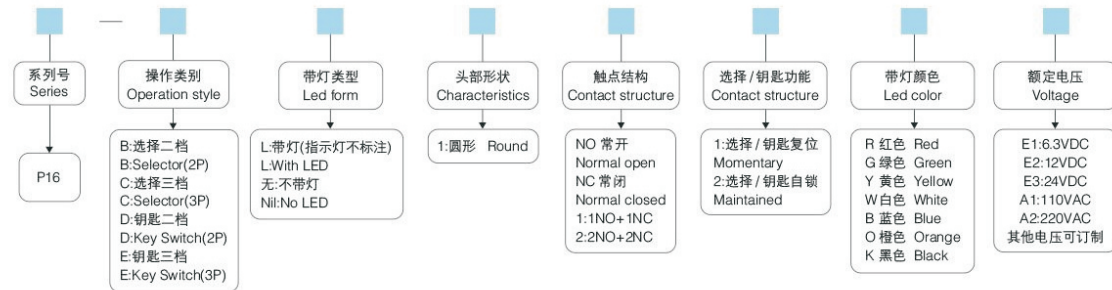 系列号
Series
P16
操作类别
Operation style
B:选择二档
B:Selector(2P)
C:选择三档
C:Selector(3P)
D:钥匙二档
D:Key Switch(2P)
E:钥匙三档
E:Key Switch(3P)
带灯类型
Led form
L:带灯(指示灯不标注)
L:With LED
无:不带灯
Nil:No LED
头部形状
Characteristics
1:圆形 Round
触点结构
Contact structure
NO 常开
Normal open
NC 常闭
Normal closed
1:1NO+1NC
2:2NO+2NC
选择/钥匙功能
Contact structure
1:选择/钥匙复位
Momentary
2:选择/钥匙自锁
Maintained
带灯颜色
Led color
R 红色 Red
G 绿色 Green
Y 黄色 Yellow
W白色 White
B 蓝色 Blue
O 橙色 Orange
K 黑色 Black
额定电压
Voltage
E1:6.3VDC
E2:12VDC
E3:24VDC
A1:110VAC
A2:220VAC
其他电压可订制